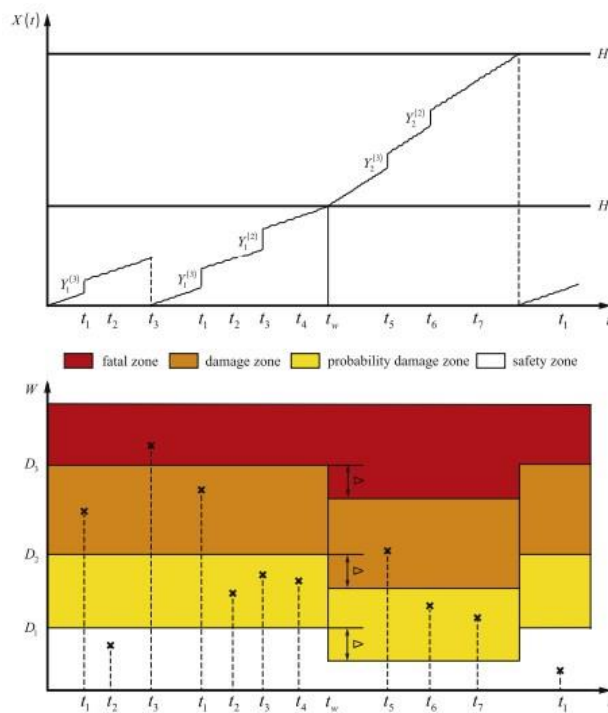 X(t)
H
Y₂⁽²⁾
Y₂⁽³⁾
H
Y₁⁽²⁾
Y₁⁽³⁾
Y₁⁽³⁾
t₁ t₂ t₃ t₁ t₂ t₃ t₄ t_w t₅ t₆ t₇ t₁
fatal zone damage zone probability damage zone safety zone
W
D₃
Δ
D₂
Δ
D₁
Δ
t₁ t₂ t₃ t₁ t₂ t₃ t₄ t_w t₅ t₆ t₇ t₁